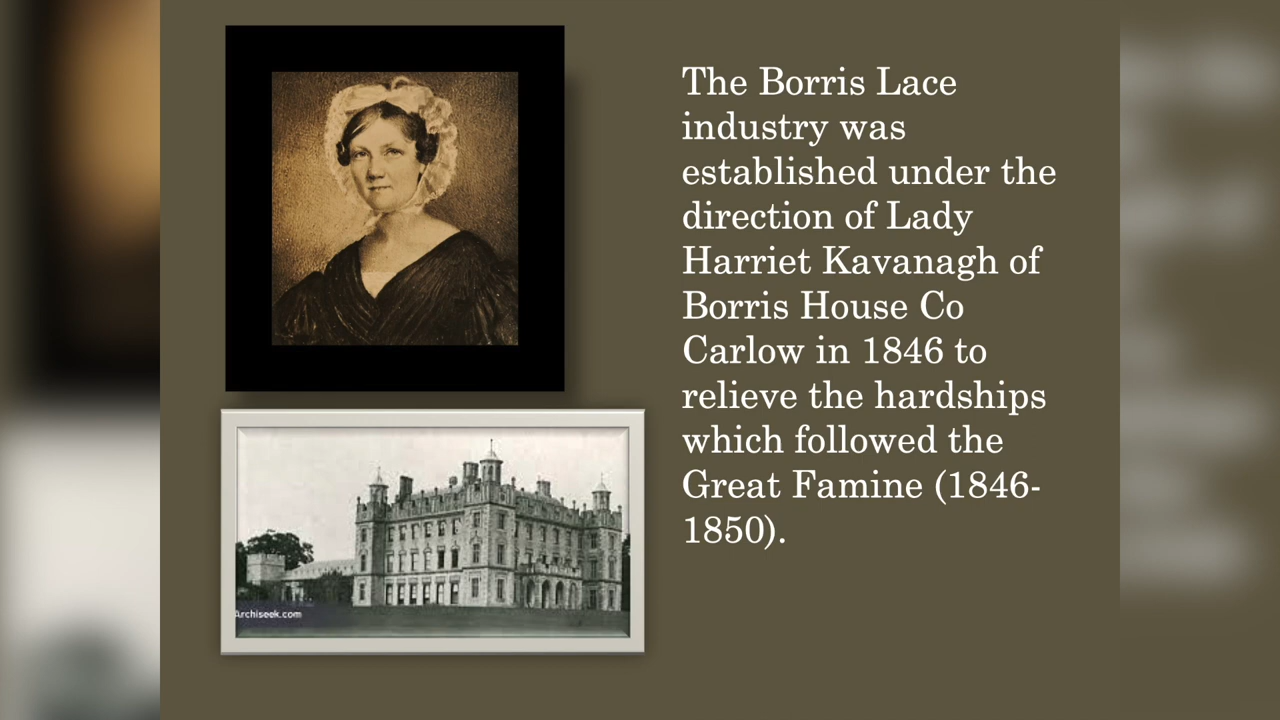 The Borris Lace
industry was
established under the
direction of Lady
Harriet Kavanagh of
Borris House Co
Carlow in 1846 to
relieve the hardships
which followed the
Great Famine (1846-
1850).
Archiseek.com